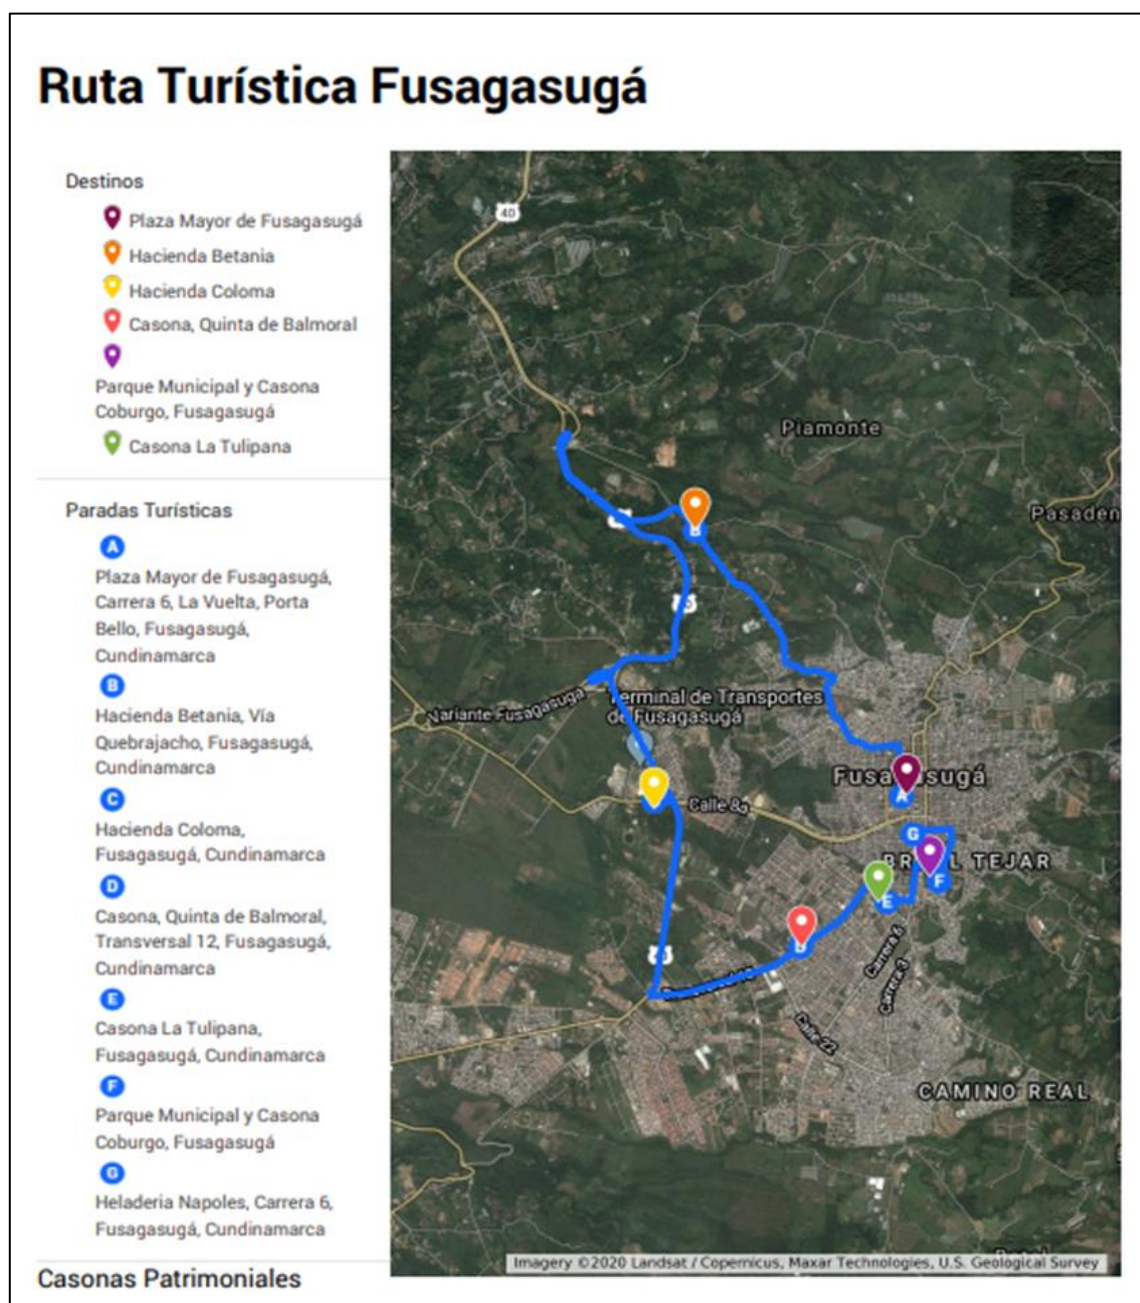 Ruta Turística Fusagasugá
Destinos
Plaza Mayor de Fusagasugá
Hacienda Betania
Hacienda Coloma
Casona, Quinta de Balmoral
Parque Municipal y Casona
Coburgo, Fusagasugá
Casona La Tulipana
Paradas Turísticas
A
Plaza Mayor de Fusagasugá,
Carrera 6, La Vuelta, Porta
Bello, Fusagasugá,
Cundinamarca
B
Hacienda Betania, Vía
Quebrajacho, Fusagasugá,
Cundinamarca
C
Hacienda Coloma,
Fusagasugá, Cundinamarca
D
Casona, Quinta de Balmoral,
Transversal 12, Fusagasugá,
Cundinamarca
E
Casona La Tulipana,
Fusagasugá, Cundinamarca
F
Parque Municipal y Casona
Coburgo, Fusagasugá
G
Heladeria Napoles, Carrera 6,
Fusagasugá, Cundinamarca
Casonas Patrimoniales
40
Piamonte
Pasaden
B
Variante Fusagasuga
Terminal de Transportes
de Fusagasugá
A
Calle 8
G
TEJAR
F
E
D
Carrera 6
Carrera 3
Calle 22
CAMINO REAL
Imagery ©2020 Landsat / Copernicus, Maxar Technologies, U.S. Geological Survey